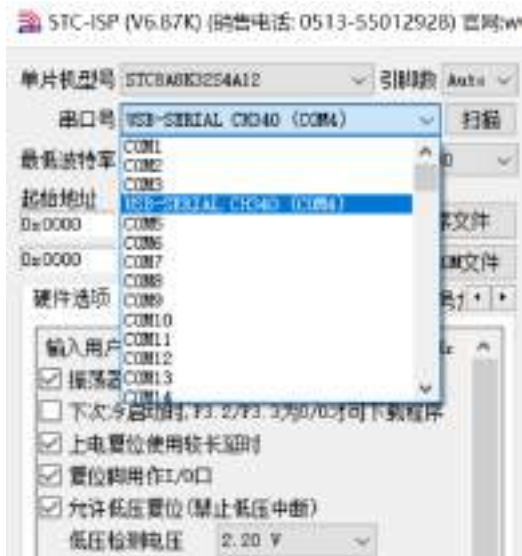 STC-ISP (V6.87K) (销售电话: 0513-55012928) 官网:w
单片机型号 STC8A8K32S4A12 引脚数 Auto
串口号 USB-SERIAL CH340 (COM4) 扫描
最低波特率
COM1
COM2
COM3
USB-SERIAL CH340 (COM4)
COM5
COM6
COM7
COM8
COM9
COM10
COM11
COM12
COM13
COM14
起始地址
0x0000 文件
0x0000 文件
硬件选项
输入用户
振荡器
下次冷启动时,P3.2/P3.3为0/0才可下载程序
上电复位使用较长延时
复位脚用作I/O口
允许低压复位(禁止低压中断)
低压检测电压 2.20 V